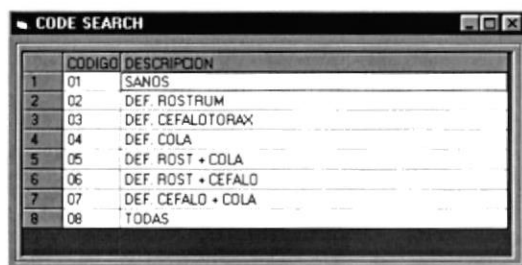 CODE SEARCH
CODIGO DESCRIPCION
1 01 SANOS
2 02 DEF. ROSTRUM
3 03 DEF. CEFALOTORAX
4 04 DEF. COLA
5 05 DEF. ROST + COLA
6 06 DEF. ROST + CEFALO
7 07 DEF. CEFALO + COLA
8 08 TODAS